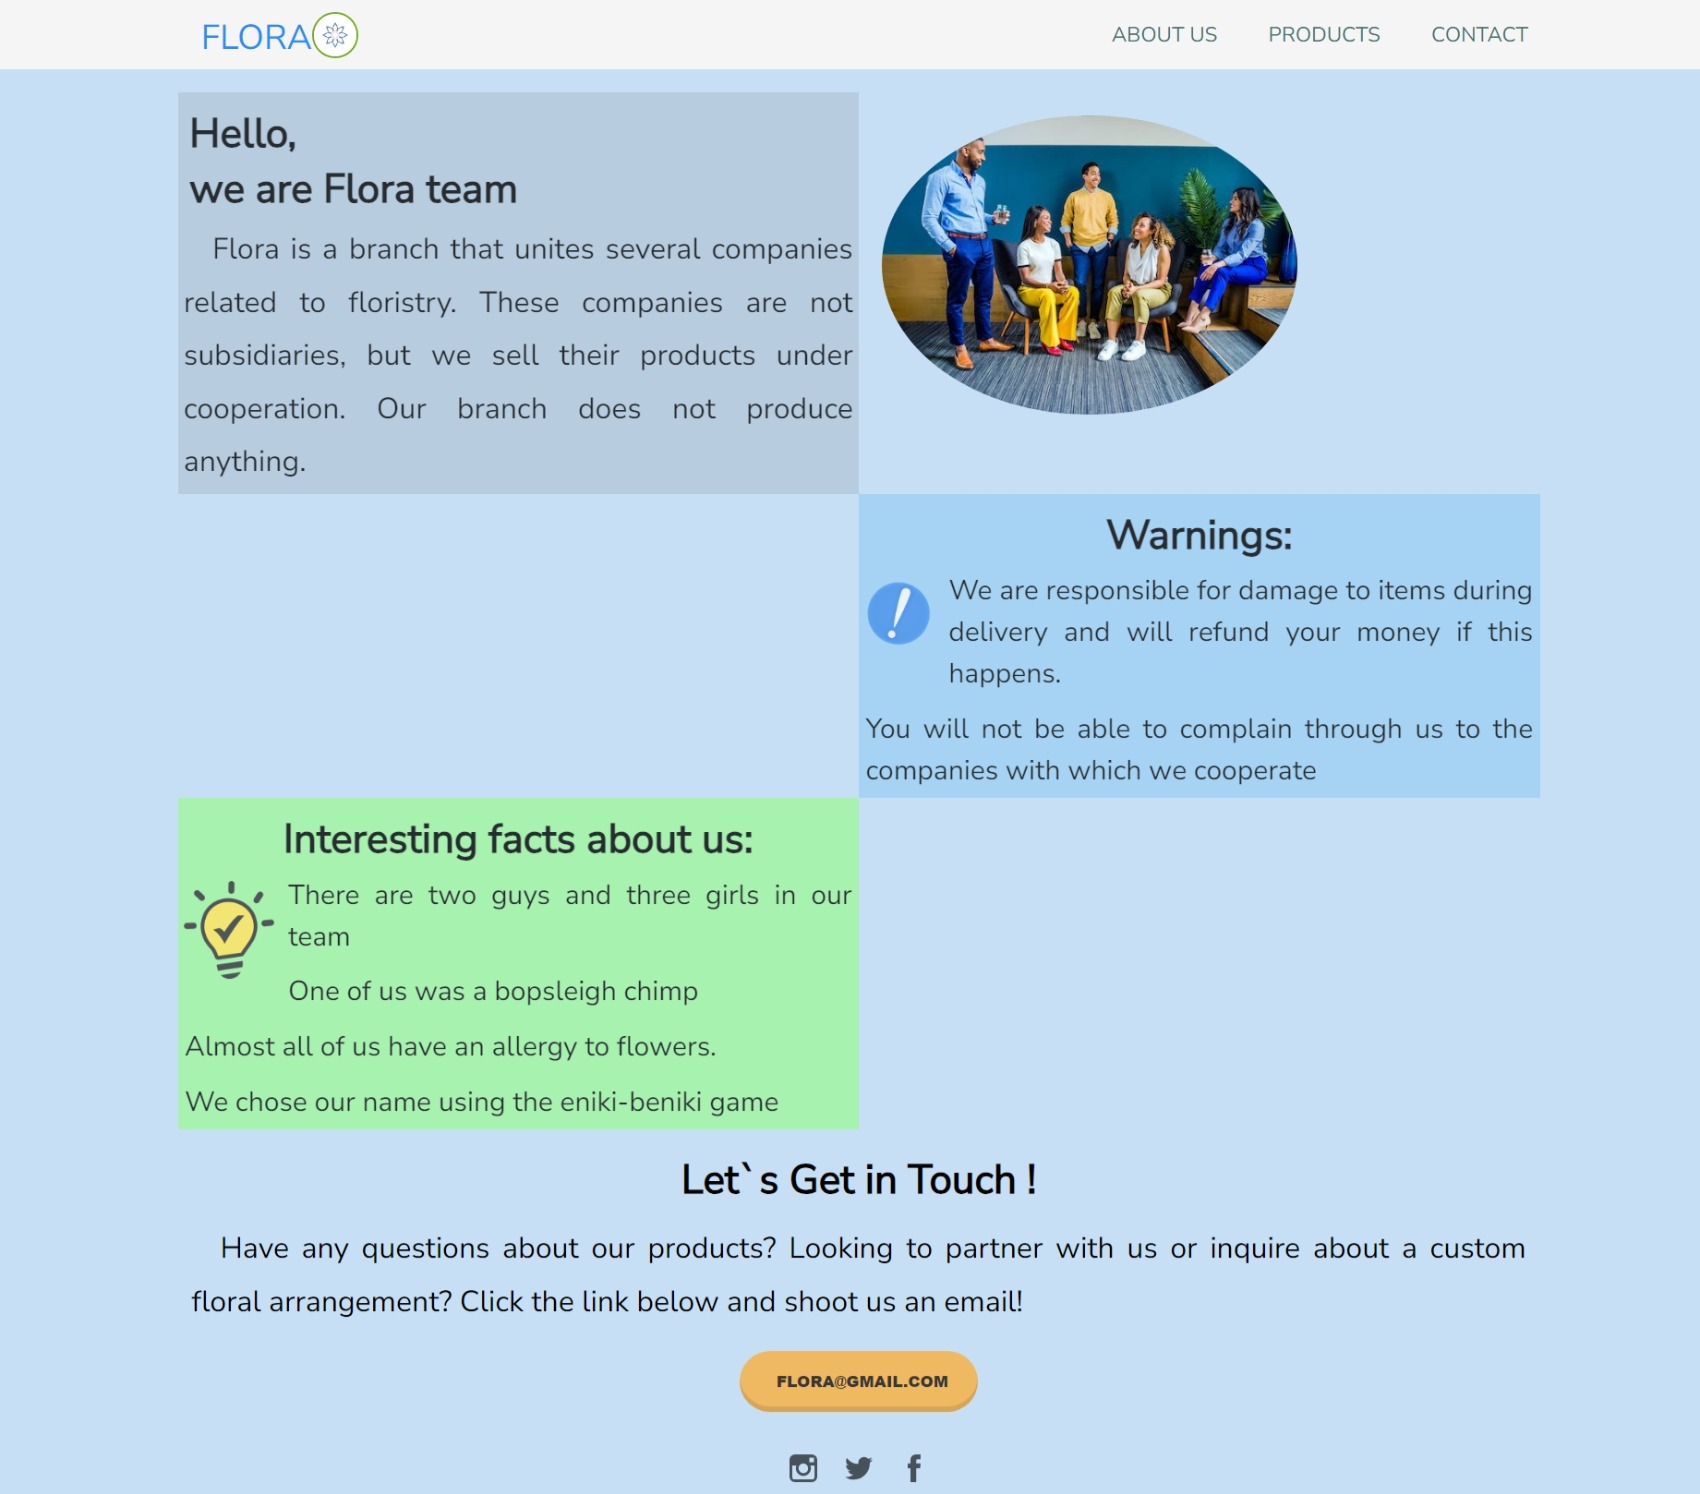 FLORA
ABOUT US
PRODUCTS
CONTACT
Hello,
we are Flora team
Flora is a branch that unites several companies
related to floristry. These companies are not
subsidiaries, but we sell their products under
cooperation. Our branch does not produce
anything.
Warnings:
We are responsible for damage to items during
delivery and will refund your money if this
happens.
You will not be able to complain through us to the
companies with which we cooperate
Interesting facts about us:
There are two guys and three girls in our
team
One of us was a bopsleigh chimp
Almost all of us have an allergy to flowers.
We chose our name using the eniki-beniki game
Let`s Get in Touch !
Have any questions about our products? Looking to partner with us or inquire about a custom
floral arrangement? Click the link below and shoot us an email!
FLORA@GMAIL.COM